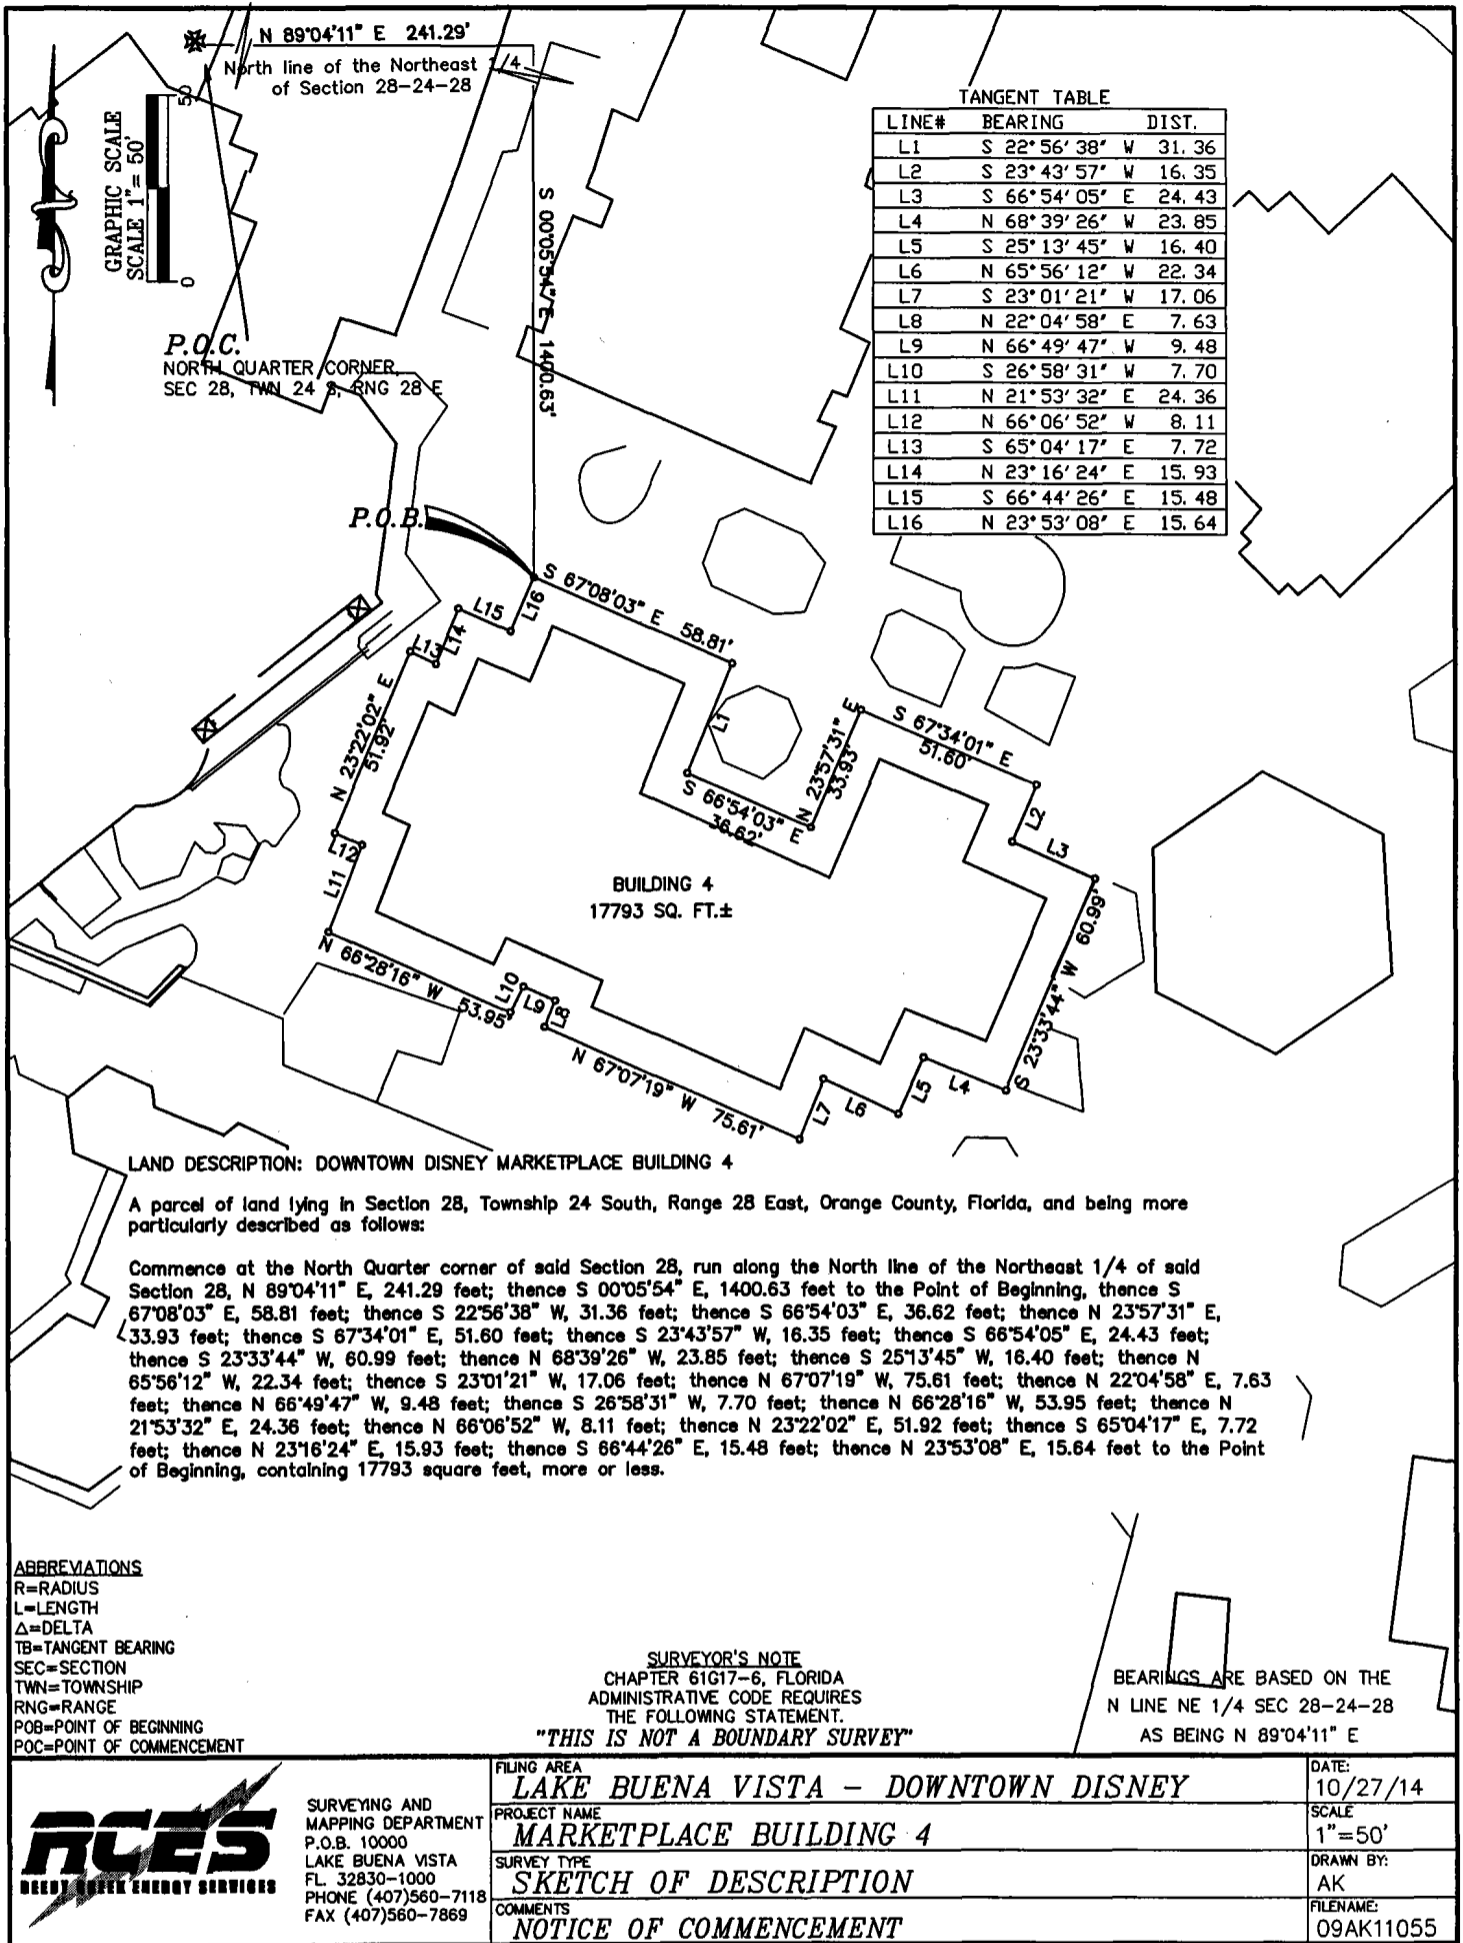 N 89°04'11" E 241.29'
North line of the Northeast 1/4
of Section 28-24-28
50
GRAPHIC SCALE
SCALE 1"= 50'
0
S 00°05'54" E 1400.63'
P.O.C.
NORTH QUARTER CORNER,
SEC 28, TWN 24 S, RNG 28 E
TANGENT TABLE
LINE# BEARING DIST.
L1 S 22°56'38" W 31.36
L2 S 23°43'57" W 16.35
L3 S 66°54'05" E 24.43
L4 N 68°39'26" W 23.85
L5 S 25°13'45" W 16.40
L6 N 65°56'12" W 22.34
L7 S 23°01'21" W 17.06
L8 N 22°04'58" E 7.63
L9 N 66°49'47" W 9.48
L10 S 26°58'31" W 7.70
L11 N 21°53'32" E 24.36
L12 N 66°06'52" W 8.11
L13 S 65°04'17" E 7.72
L14 N 23°16'24" E 15.93
L15 S 66°44'26" E 15.48
L16 N 23°53'08" E 15.64
P.O.B.
S 67°08'03" E 58.81'
L16
L15
L14
L13
N 23°22'02" E
51.92'
L1
S 66°54'03" E
36.62'
N 23°57'31" E
33.93'
S 67°34'01" E
51.60'
L2
L3
L12
L11
BUILDING 4
17793 SQ. FT.±
S 23°33'44" W 60.99'
N 66°28'16" W 53.95'
L10
L9
L8
N 67°07'19" W 75.61'
L7
L6
L5
L4
LAND DESCRIPTION: DOWNTOWN DISNEY MARKETPLACE BUILDING 4
A parcel of land lying in Section 28, Township 24 South, Range 28 East, Orange County, Florida, and being more
particularly described as follows:
Commence at the North Quarter corner of said Section 28, run along the North line of the Northeast 1/4 of said
Section 28, N 89°04'11" E, 241.29 feet; thence S 00°05'54" E, 1400.63 feet to the Point of Beginning, thence S
67°08'03" E, 58.81 feet; thence S 22°56'38" W, 31.36 feet; thence S 66°54'03" E, 36.62 feet; thence N 23°57'31" E,
33.93 feet; thence S 67°34'01" E, 51.60 feet; thence S 23°43'57" W, 16.35 feet; thence S 66°54'05" E, 24.43 feet;
thence S 23°33'44" W, 60.99 feet; thence N 68°39'26" W, 23.85 feet; thence S 25°13'45" W, 16.40 feet; thence N
65°56'12" W, 22.34 feet; thence S 23°01'21" W, 17.06 feet; thence N 67°07'19" W, 75.61 feet; thence N 22°04'58" E, 7.63
feet; thence N 66°49'47" W, 9.48 feet; thence S 26°58'31" W, 7.70 feet; thence N 66°28'16" W, 53.95 feet; thence N
21°53'32" E, 24.36 feet; thence N 66°06'52" W, 8.11 feet; thence N 23°22'02" E, 51.92 feet; thence S 65°04'17" E, 7.72
feet; thence N 23°16'24" E, 15.93 feet; thence S 66°44'26" E, 15.48 feet; thence N 23°53'08" E, 15.64 feet to the Point
of Beginning, containing 17793 square feet, more or less.
ABBREVIATIONS
R=RADIUS
L=LENGTH
Δ=DELTA
TB=TANGENT BEARING
SEC=SECTION
TWN=TOWNSHIP
RNG=RANGE
POB=POINT OF BEGINNING
POC=POINT OF COMMENCEMENT
SURVEYOR'S NOTE
CHAPTER 61G17-6, FLORIDA
ADMINISTRATIVE CODE REQUIRES
THE FOLLOWING STATEMENT.
"THIS IS NOT A BOUNDARY SURVEY"
BEARINGS ARE BASED ON THE
N LINE NE 1/4 SEC 28-24-28
AS BEING N 89°04'11" E
RCES
REEDY CREEK ENERGY SERVICES
SURVEYING AND
MAPPING DEPARTMENT
P.O.B. 10000
LAKE BUENA VISTA
FL. 32830-1000
PHONE (407)560-7118
FAX (407)560-7869
FILING AREA
LAKE BUENA VISTA - DOWNTOWN DISNEY
PROJECT NAME
MARKETPLACE BUILDING 4
SURVEY TYPE
SKETCH OF DESCRIPTION
COMMENTS
NOTICE OF COMMENCEMENT
DATE:
10/27/14
SCALE
1"=50'
DRAWN BY:
AK
FILENAME:
09AK11055